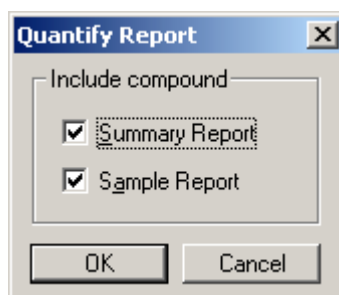 Quantify Report
Include compound
Summary Report
Sample Report
OK Cancel